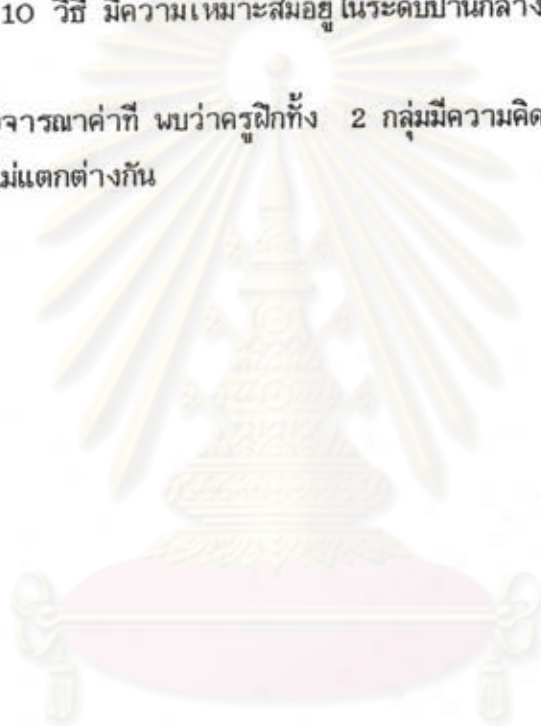 10 วิธี มีความเหมาะสมอยู่ในระดับปานกลาง
จารณาค่าที พบว่าครูฝึกทั้ง 2 กลุ่มมีความคิด
ม่แตกต่างกัน